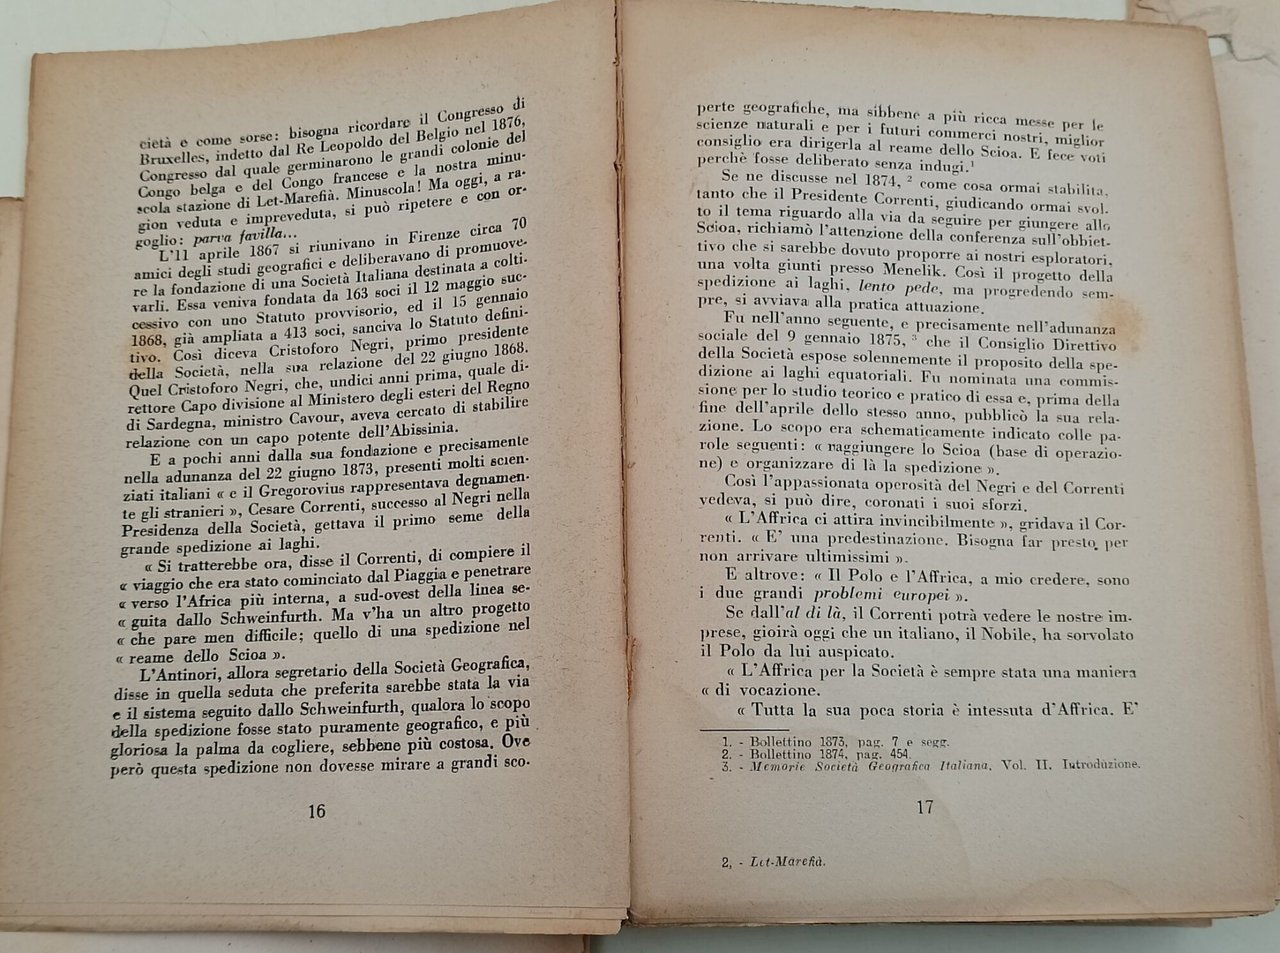 cietà e come sorse: bisogna ricordare il Congresso di
Bruxelles, indetto dal Re Leopoldo del Belgio nel 1876,
Congresso dal quale germinarono le grandi colonie del
Congo belga e del Congo francese e la nostra minu-
scola stazione di Let-Marefià. Minuscola! Ma oggi, a ra-
gion veduta e impreveduta, si può ripetere e con or-
goglio: parva favilla...
L'11 aprile 1867 si riunivano in Firenze circa 70
amici degli studi geografici e deliberavano di promuove-
re la fondazione di una Società Italiana destinata a colti-
varli. Essa veniva fondata da 163 soci il 12 maggio suc-
cessivo con uno Statuto provvisorio, ed il 15 gennaio
1868, già ampliata a 413 soci, sanciva lo Statuto defini-
tivo. Così diceva Cristoforo Negri, primo presidente
della Società, nella sua relazione del 22 giugno 1868.
Quel Cristoforo Negri, che, undici anni prima, quale di-
rettore Capo divisione al Ministero degli esteri del Regno
di Sardegna, ministro Cavour, aveva cercato di stabilire
relazione con un capo potente dell'Abissinia.
E a pochi anni dalla sua fondazione e precisamente
nella adunanza del 22 giugno 1873, presenti molti scien-
ziati italiani « e il Gregorovius rappresentava degnamen-
te gli stranieri », Cesare Correnti, successo al Negri nella
Presidenza della Società, gettava il primo seme della
grande spedizione ai laghi.
« Si tratterebbe ora, disse il Correnti, di compiere il
« viaggio che era stato cominciato dal Piaggia e penetrare
« verso l'Africa più interna, a sud-ovest della linea se-
« guita dallo Schweinfurth. Ma v'ha un altro progetto
« che pare men difficile; quello di una spedizione nel
« reame dello Scioa ».
L'Antinori, allora segretario della Società Geografica,
disse in quella seduta che preferita sarebbe stata la via
e il sistema seguito dallo Schweinfurth, qualora lo scopo
della spedizione fosse stato puramente geografico, e più
gloriosa la palma da cogliere, sebbene più costosa. Ove
però questa spedizione non dovesse mirare a grandi sco-
16
perte geografiche, ma sibbene a più ricca messe per le
scienze naturali e per i futuri commerci nostri, miglior
consiglio era dirigerla al reame dello Scioa. E fece voti
perchè fosse deliberato senza indugi.¹
Se ne discusse nel 1874, ² come cosa ormai stabilita,
tanto che il Presidente Correnti, giudicando ormai svol-
to il tema riguardo alla via da seguire per giungere allo
Scioa, richiamò l'attenzione della conferenza sull'obbiet-
tivo che si sarebbe dovuto proporre ai nostri esploratori,
una volta giunti presso Menelik. Così il progetto della
spedizione ai laghi, lento pede, ma progredendo sem-
pre, si avviava alla pratica attuazione.
Fu nell'anno seguente, e precisamente nell'adunanza
sociale del 9 gennaio 1875, ³ che il Consiglio Direttivo
della Società espose solennemente il proposito della spe-
dizione ai laghi equatoriali. Fu nominata una commis-
sione per lo studio teorico e pratico di essa e, prima della
fine dell'aprile dello stesso anno, pubblicò la sua rela-
zione. Lo scopo era schematicamente indicato colle pa-
role seguenti: « raggiungere lo Scioa (base di operazio-
ne) e organizzare di là la spedizione ».
Così l'appassionata operosità del Negri e del Correnti
vedeva, si può dire, coronati i suoi sforzi.
« L'Affrica ci attira invincibilmente », gridava il Cor-
renti. « E' una predestinazione. Bisogna far presto per
non arrivare ultimissimi ».
E altrove: « Il Polo e l'Affrica, a mio credere, sono
i due grandi problemi europei ».
Se dall'al di là, il Correnti potrà vedere le nostre im-
prese, gioirà oggi che un italiano, il Nobile, ha sorvolato
il Polo da lui auspicato.
« L'Affrica per la Società è sempre stata una maniera
« di vocazione.
« Tutta la sua poca storia è intessuta d'Affrica. E'
1. - Bollettino 1873, pag. 7 e segg.
2. - Bollettino 1874, pag. 454.
3. - Memorie Società Geografica Italiana, Vol. II. Introduzione.
17
2, - Let-Marefià.